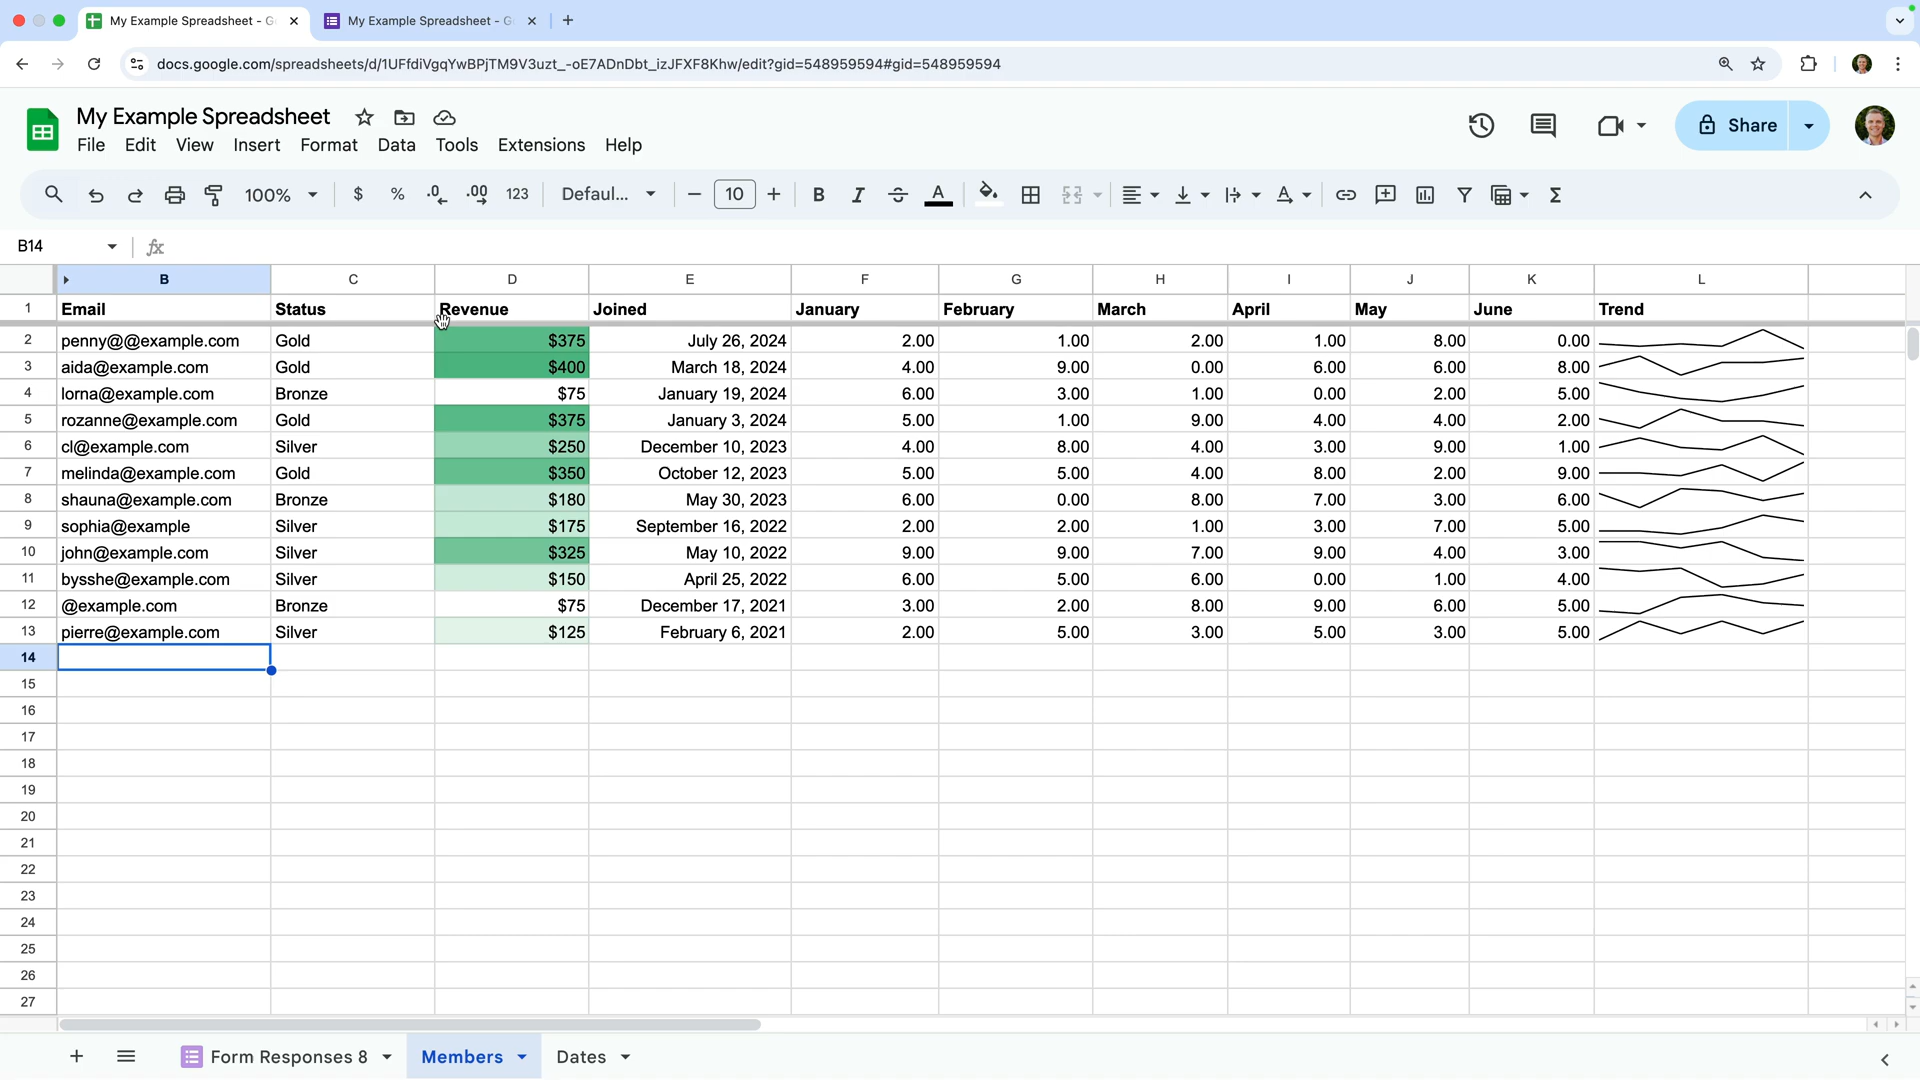 My Example Spreadsheet - G
My Example Spreadsheet - G
docs.google.com/spreadsheets/d/1UFfdiVgqYwBPjTM9V3uzt_-oE7ADnDbt_izJFXF8Khw/edit?gid=548959594#gid=548959594
My Example Spreadsheet
File Edit View Insert Format Data Tools Extensions Help
Share
100% $ % .0 .00 123 Defaul... 10 B I A
B14 fx
B C D E F G H I J K L
1 Email Status Revenue Joined January February March April May June Trend
2 penny@@example.com Gold $375 July 26, 2024 2.00 1.00 2.00 1.00 8.00 0.00
3 aida@example.com Gold $400 March 18, 2024 4.00 9.00 0.00 6.00 6.00 8.00
4 lorna@example.com Bronze $75 January 19, 2024 6.00 3.00 1.00 0.00 2.00 5.00
5 rozanne@example.com Gold $375 January 3, 2024 5.00 1.00 9.00 4.00 4.00 2.00
6 cl@example.com Silver $250 December 10, 2023 4.00 8.00 4.00 3.00 9.00 1.00
7 melinda@example.com Gold $350 October 12, 2023 5.00 5.00 4.00 8.00 2.00 9.00
8 shauna@example.com Bronze $180 May 30, 2023 6.00 0.00 8.00 7.00 3.00 6.00
9 sophia@example Silver $175 September 16, 2022 2.00 2.00 1.00 3.00 7.00 5.00
10 john@example.com Silver $325 May 10, 2022 9.00 9.00 7.00 9.00 4.00 3.00
11 bysshe@example.com Silver $150 April 25, 2022 6.00 5.00 6.00 0.00 1.00 4.00
12 @example.com Bronze $75 December 17, 2021 3.00 2.00 8.00 9.00 6.00 5.00
13 pierre@example.com Silver $125 February 6, 2021 2.00 5.00 3.00 5.00 3.00 5.00
14
15
16
17
18
19
20
21
22
23
24
25
26
27
Form Responses 8 Members Dates